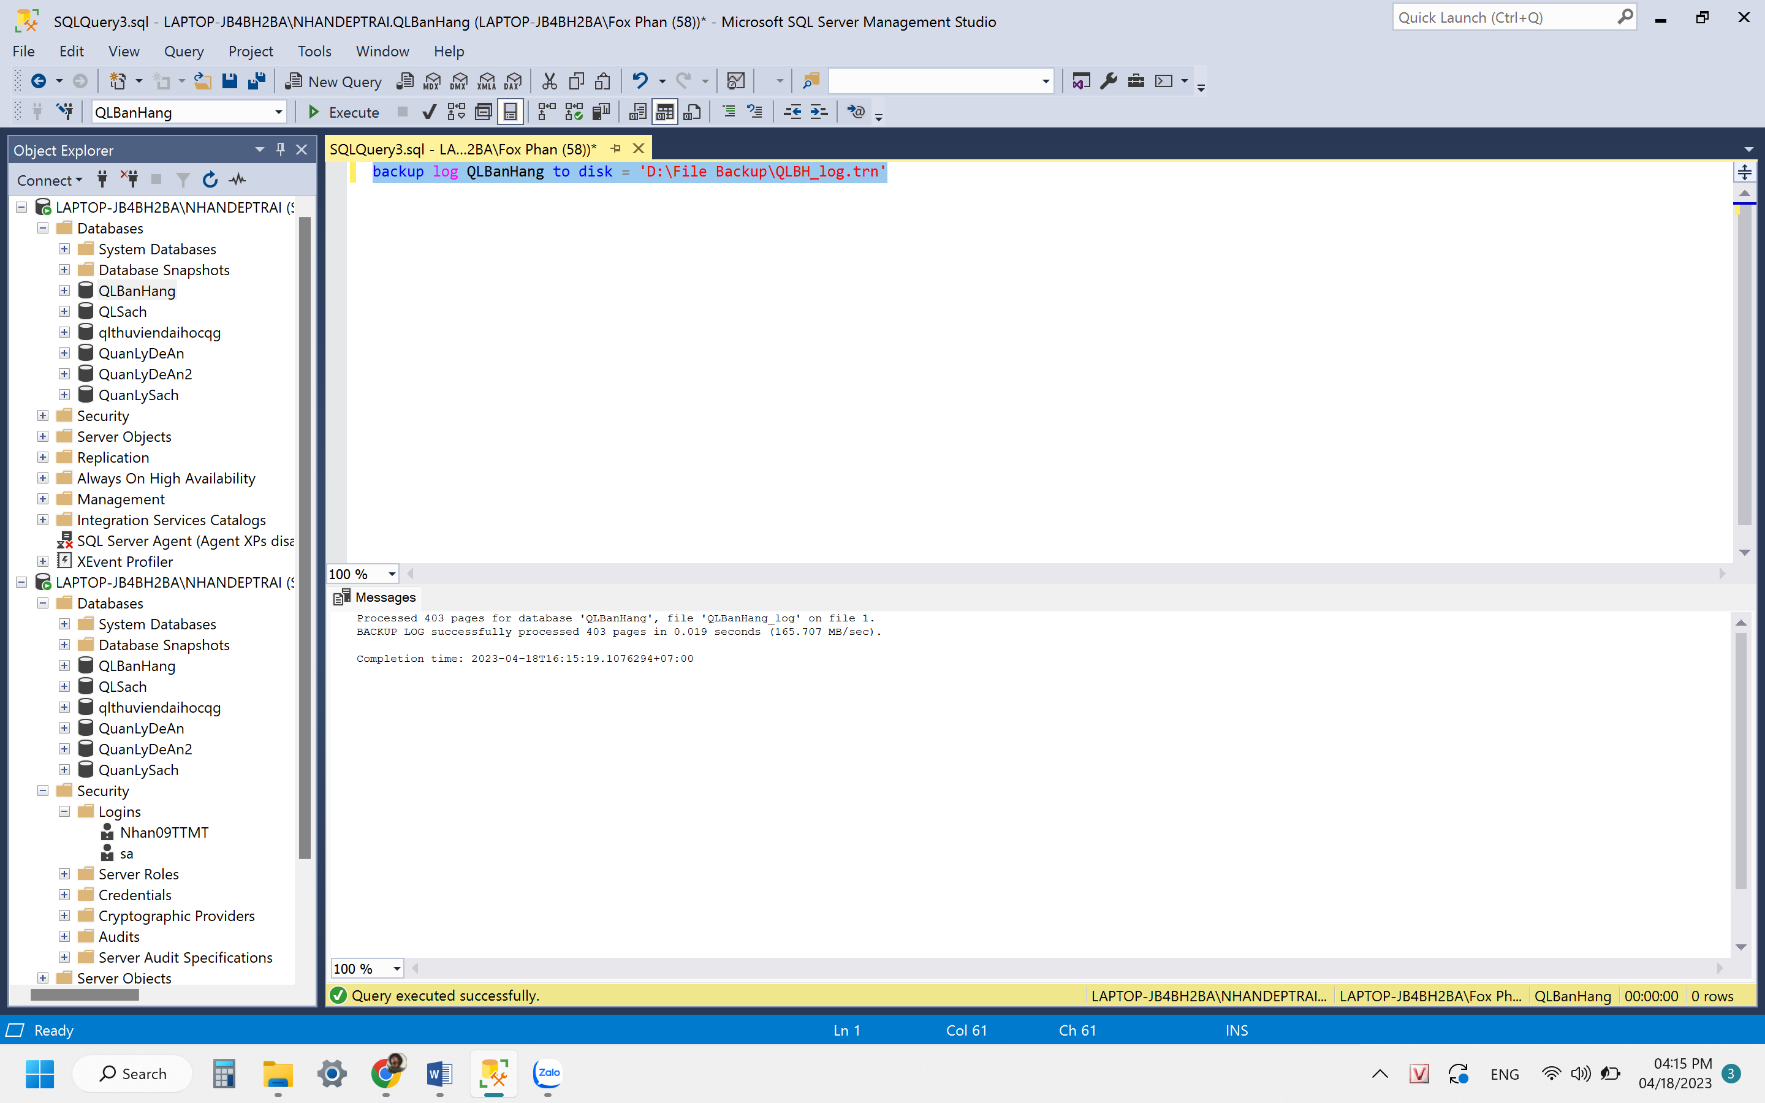 SQLQuery3.sql - LAPTOP-JB4BH2BA\NHANDEPTRAI.QLBanHang (LAPTOP-JB4BH2BA\Fox Phan (58))* - Microsoft SQL Server Management Studio
Quick Launch (Ctrl+Q)
File Edit View Query Project Tools Window Help
New Query MDX DMX XMLA DAX
QLBanHang Execute
Object Explorer
SQLQuery3.sql - LA...2BA\Fox Phan (58))*
Connect
backup log QLBanHang to disk = 'D:\File Backup\QLBH_log.trn'
LAPTOP-JB4BH2BA\NHANDEPTRAI (S
Databases
System Databases
Database Snapshots
QLBanHang
QLSach
qlthuviendaihocqg
QuanLyDeAn
QuanLyDeAn2
QuanLySach
Security
Server Objects
Replication
Always On High Availability
Management
Integration Services Catalogs
SQL Server Agent (Agent XPs disa
XEvent Profiler
LAPTOP-JB4BH2BA\NHANDEPTRAI (S
Databases
System Databases
Database Snapshots
QLBanHang
QLSach
qlthuviendaihocqg
QuanLyDeAn
QuanLyDeAn2
QuanLySach
Security
Logins
Nhan09TTMT
sa
Server Roles
Credentials
Cryptographic Providers
Audits
Server Audit Specifications
Server Objects
100 %
Messages
Processed 403 pages for database 'QLBanHang', file 'QLBanHang_log' on file 1.
BACKUP LOG successfully processed 403 pages in 0.019 seconds (165.707 MB/sec).
Completion time: 2023-04-18T16:15:19.1076294+07:00
100 %
Query executed successfully. LAPTOP-JB4BH2BA\NHANDEPTRAI... LAPTOP-JB4BH2BA\Fox Ph... QLBanHang 00:00:00 0 rows
Ready Ln 1 Col 61 Ch 61 INS
Search Zalo V ENG 04:15 PM 3
04/18/2023